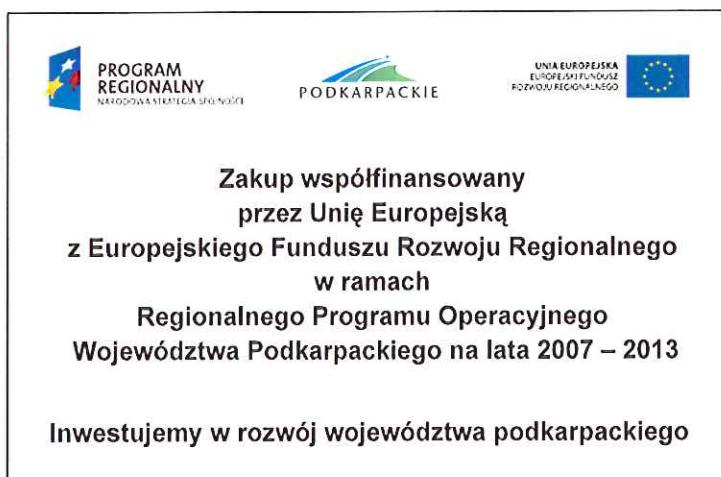 PROGRAM
REGIONALNY
NARODOWA STRATEGIA SPÓJNOŚCI
PODKARPACKIE
UNIA EUROPEJSKA
EUROPEJSKI FUNDUSZ
ROZWOJU REGIONALNEGO
Zakup współfinansowany
przez Unię Europejską
z Europejskiego Funduszu Rozwoju Regionalnego
w ramach
Regionalnego Programu Operacyjnego
Województwa Podkarpackiego na lata 2007 – 2013
Inwestujemy w rozwój województwa podkarpackiego